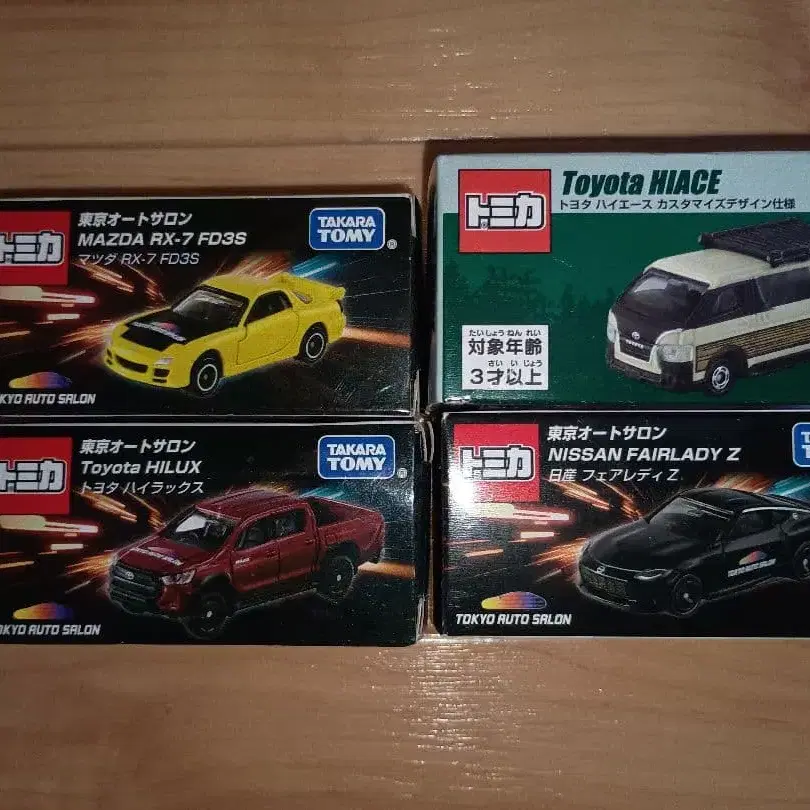 トミカ
東京オートサロン
MAZDA RX-7 FD3S
マツダ RX-7 FD3S
TAKARA
TOMY
®
OKYO AUTO SALON
トミカ
Toyota HIACE
トヨタ ハイエース カスタマイズデザイン仕様
たいしょう ねん れい
対象年齢
さい い じょう
3才以上
TOYOTA
トミカ
東京オートサロン
Toyota HILUX
トヨタ ハイラックス
TAKARA
TOMY
®
OKYO AUTO SALON
トミカ
東京オートサロン
NISSAN FAIRLADY Z
日産 フェアレディ Z
TOKYO AUTO SALON
TOKYO AUTO SALON